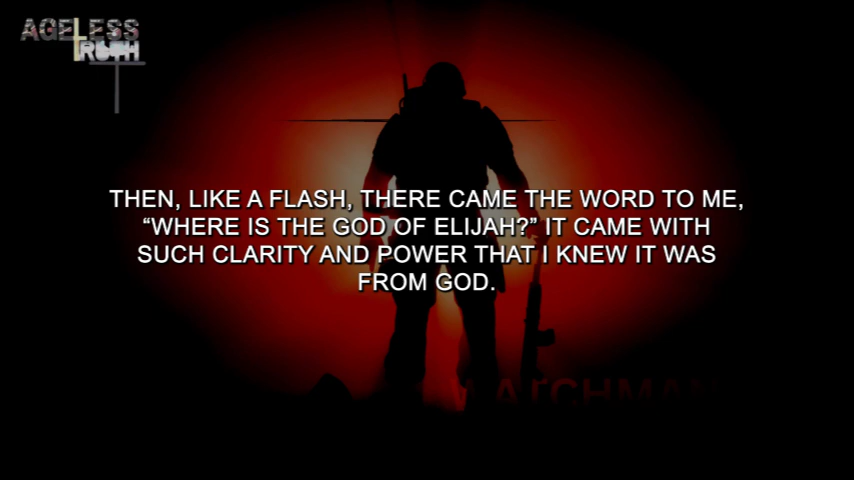 AGELESS
TRUTH
THEN, LIKE A FLASH, THERE CAME THE WORD TO ME,
“WHERE IS THE GOD OF ELIJAH?” IT CAME WITH
SUCH CLARITY AND POWER THAT I KNEW IT WAS
FROM GOD.
WATCHMAN